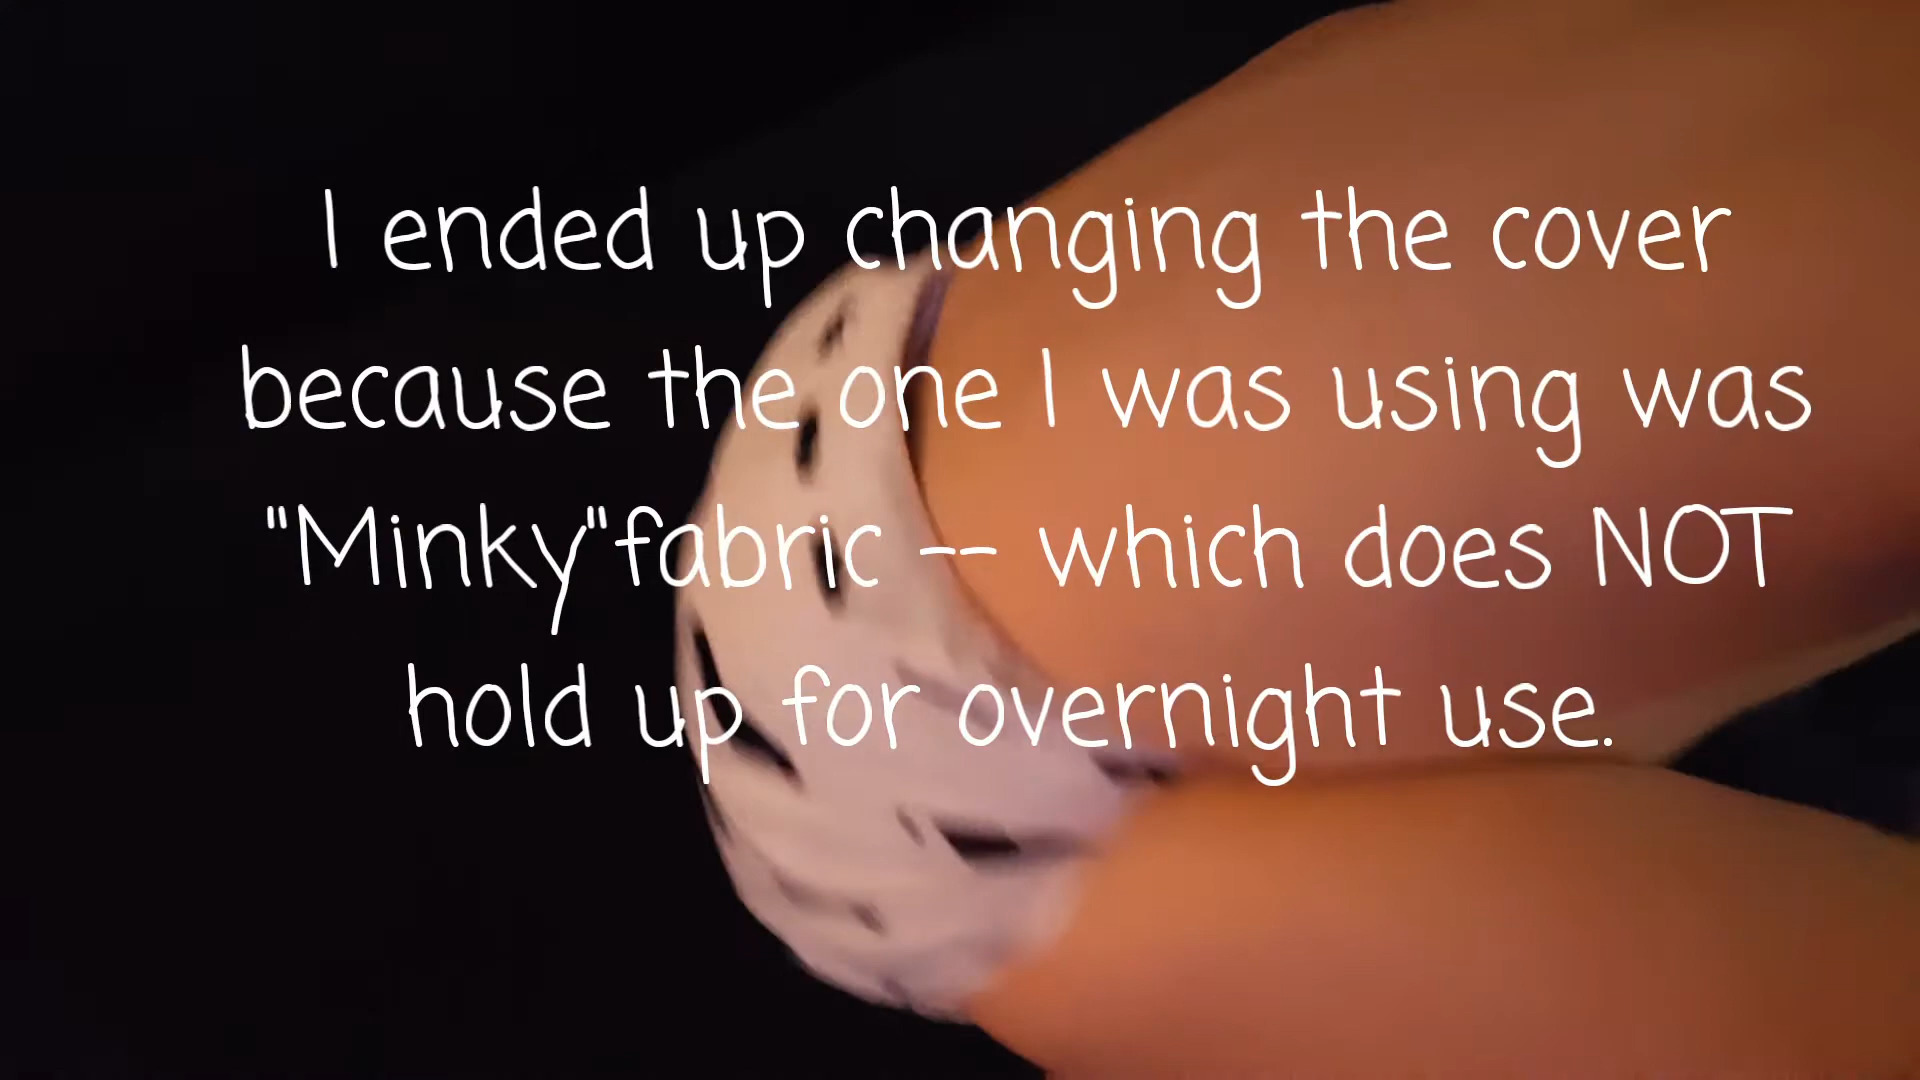 I ended up changing the cover
because the one I was using was
"Minky"fabric -- which does NOT
hold up for overnight use.